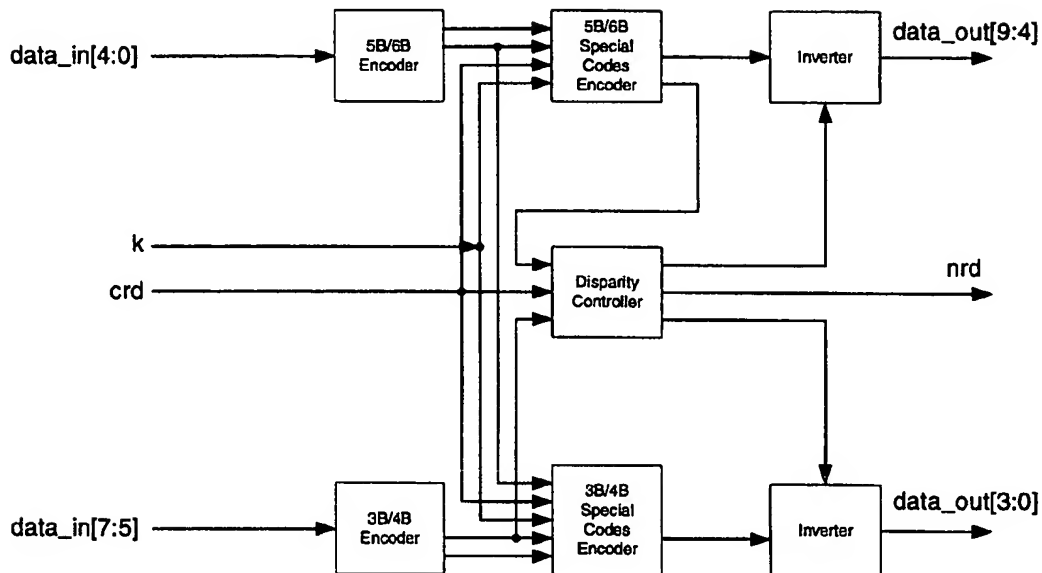 data_in[4:0]
5B/6B
Encoder
5B/6B
Special
Codes
Encoder
Inverter
data_out[9:4]
k
crd
Disparity
Controller
nrd
data_in[7:5]
3B/4B
Encoder
3B/4B
Special
Codes
Encoder
Inverter
data_out[3:0]